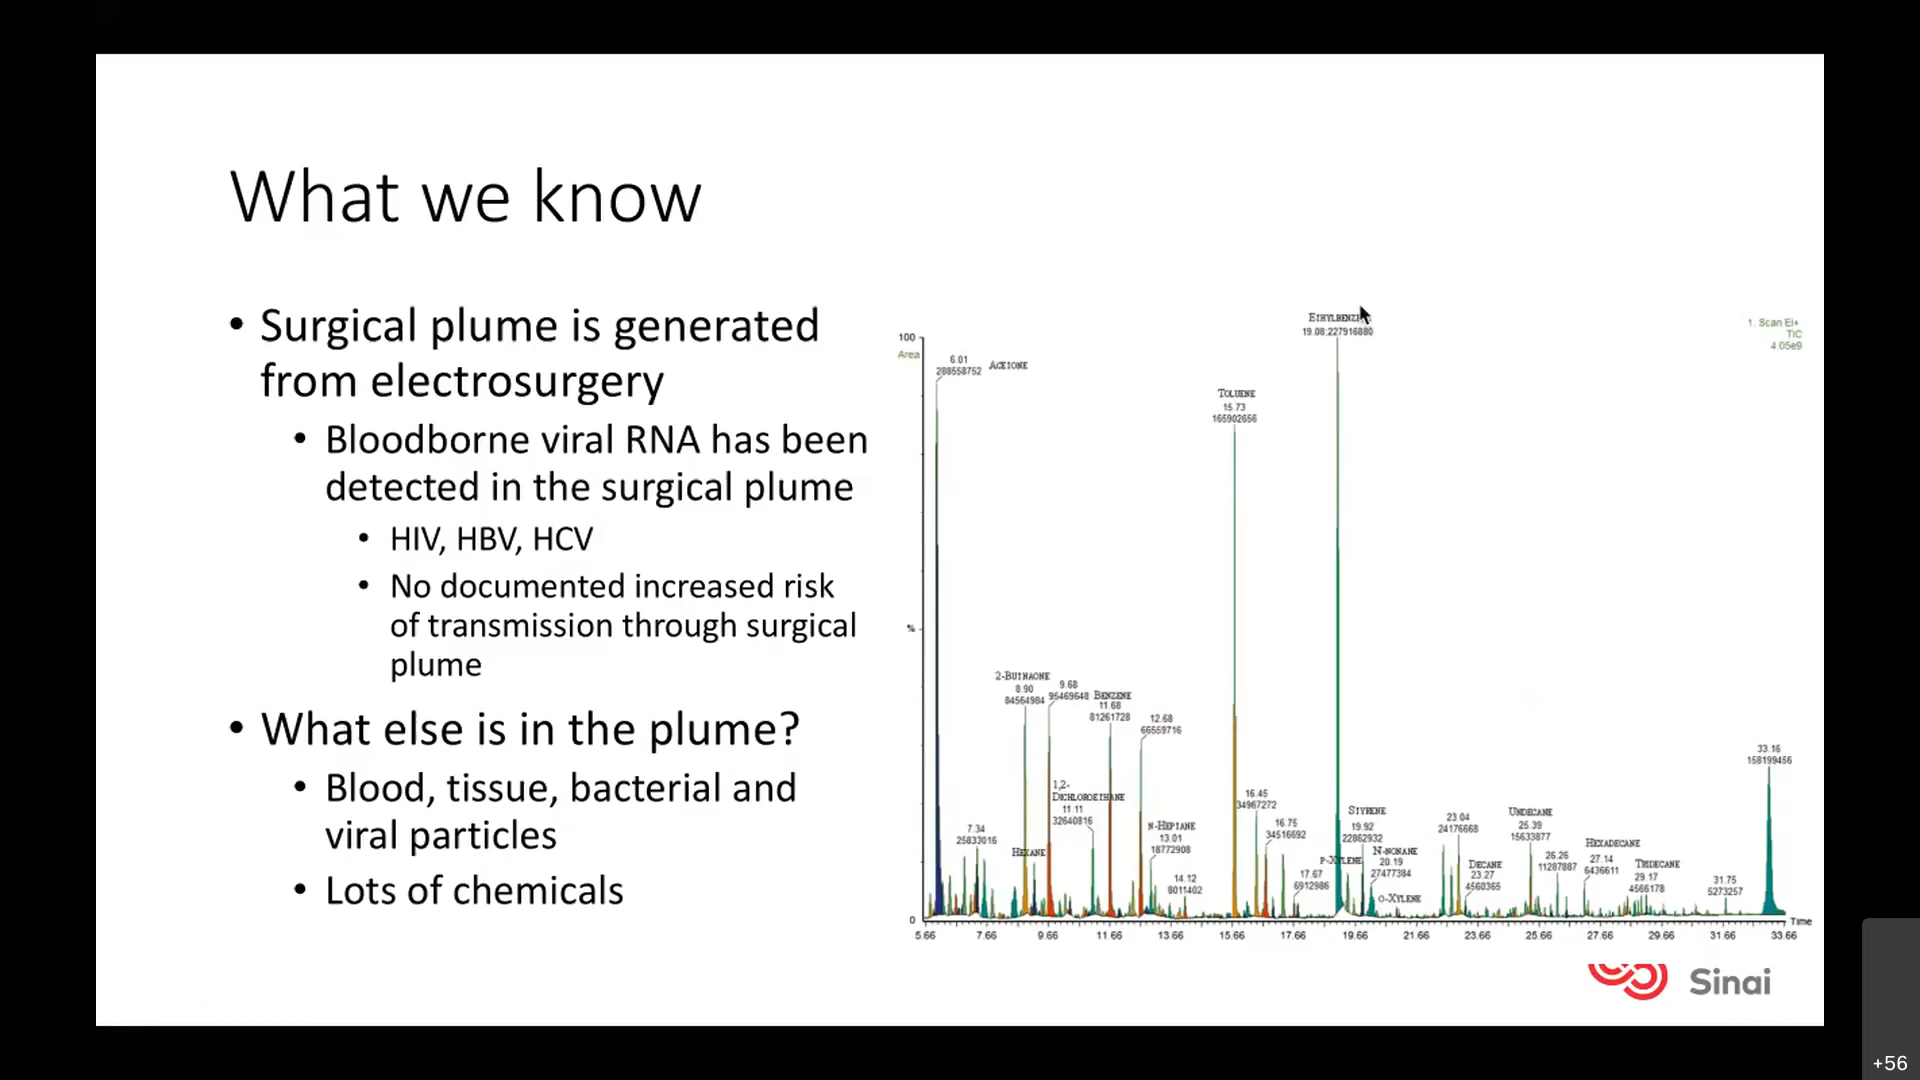 What we know
• Surgical plume is generated
from electrosurgery
• Bloodborne viral RNA has been
detected in the surgical plume
• HIV, HBV, HCV
• No documented increased risk
of transmission through surgical
plume
• What else is in the plume?
• Blood, tissue, bacterial and
viral particles
• Lots of chemicals
1. Scan EI+
TIC
4.05e9
100
Area
%
0
6.01
288558752
ACETONE
7.34
25833016
2-BUTNAONE
8.90
84564984
HEXANE
9.68
95469648
1,2-
DICHLOROETHANE
11.11
32640816
BENZENE
11.68
81261728
12.68
66559716
N-HEPTANE
13.01
18772908
14.12
8011402
TOLUENE
15.73
165902656
16.45
34967272
16.75
34516692
17.67
6912986
19.08;227916880
P-XYLENE
STYRENE
19.92
22862932
N-NONANE
20.19
27477384
O-XYLENE
23.04
24176668
DECANE
23.27
4560365
UNDECANE
25.39
15633877
26.26
11287887
HEXADECANE
27.14
6436611
TRIDECANE
29.17
4566178
31.75
5273257
33.16
158199456
Time
5.66 7.66 9.66 11.66 13.66 15.66 17.66 19.66 21.66 23.66 25.66 27.66 29.66 31.66 33.66
Sinai
+56